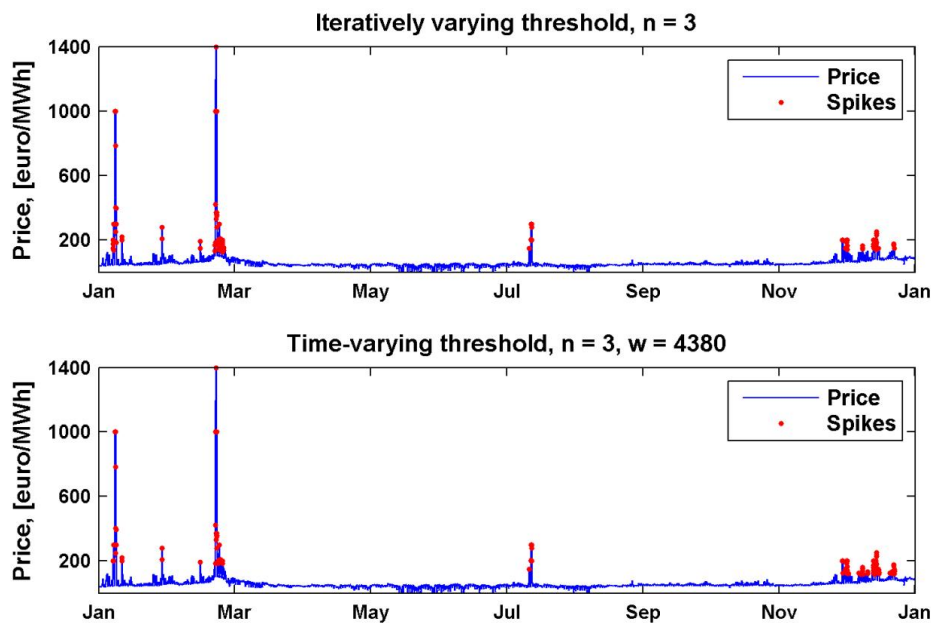 Iteratively varying threshold, n = 3
Price, [euro/MWh]
1400
1000
600
200
Price
Spikes
Jan Mar May Jul Sep Nov Jan
Time-varying threshold, n = 3, w = 4380
Price, [euro/MWh]
1400
1000
600
200
Price
Spikes
Jan Mar May Jul Sep Nov Jan